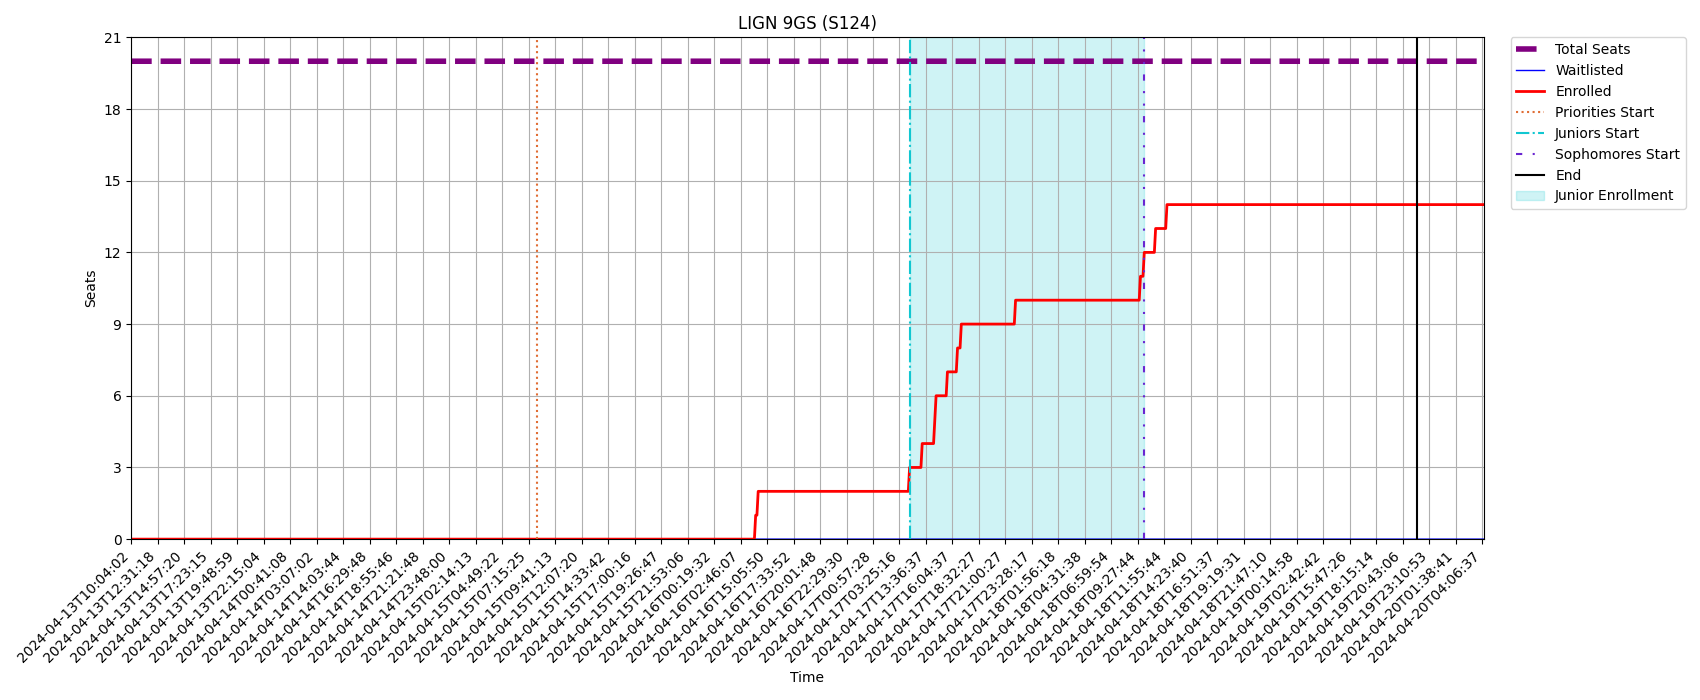 LIGN 9GS (S124)
21
18
15
12
9
6
3
0
Seats
2024-04-13T10:04:02
2024-04-13T12:31:18
2024-04-13T14:57:20
2024-04-13T17:23:15
2024-04-13T19:48:59
2024-04-13T22:15:04
2024-04-14T00:41:08
2024-04-14T03:07:02
2024-04-14T14:03:44
2024-04-14T16:29:48
2024-04-14T18:55:46
2024-04-14T21:21:48
2024-04-14T23:48:00
2024-04-15T02:14:13
2024-04-15T04:49:22
2024-04-15T07:15:25
2024-04-15T09:41:13
2024-04-15T12:07:20
2024-04-15T14:33:42
2024-04-15T17:00:16
2024-04-15T19:26:47
2024-04-15T21:53:06
2024-04-16T00:19:32
2024-04-16T02:46:07
2024-04-16T15:05:50
2024-04-16T17:33:52
2024-04-16T20:01:48
2024-04-16T22:29:30
2024-04-17T00:57:28
2024-04-17T03:25:16
2024-04-17T13:36:37
2024-04-17T16:04:37
2024-04-17T18:32:27
2024-04-17T21:00:27
2024-04-17T23:28:17
2024-04-18T01:56:18
2024-04-18T04:31:38
2024-04-18T06:59:54
2024-04-18T09:27:44
2024-04-18T11:55:44
2024-04-18T14:23:40
2024-04-18T16:51:37
2024-04-18T19:19:31
2024-04-18T21:47:10
2024-04-19T00:14:58
2024-04-19T02:42:42
2024-04-19T15:47:26
2024-04-19T18:15:14
2024-04-19T20:43:06
2024-04-19T23:10:53
2024-04-20T01:38:41
2024-04-20T04:06:37
Time
Total Seats
Waitlisted
Enrolled
Priorities Start
Juniors Start
Sophomores Start
End
Junior Enrollment